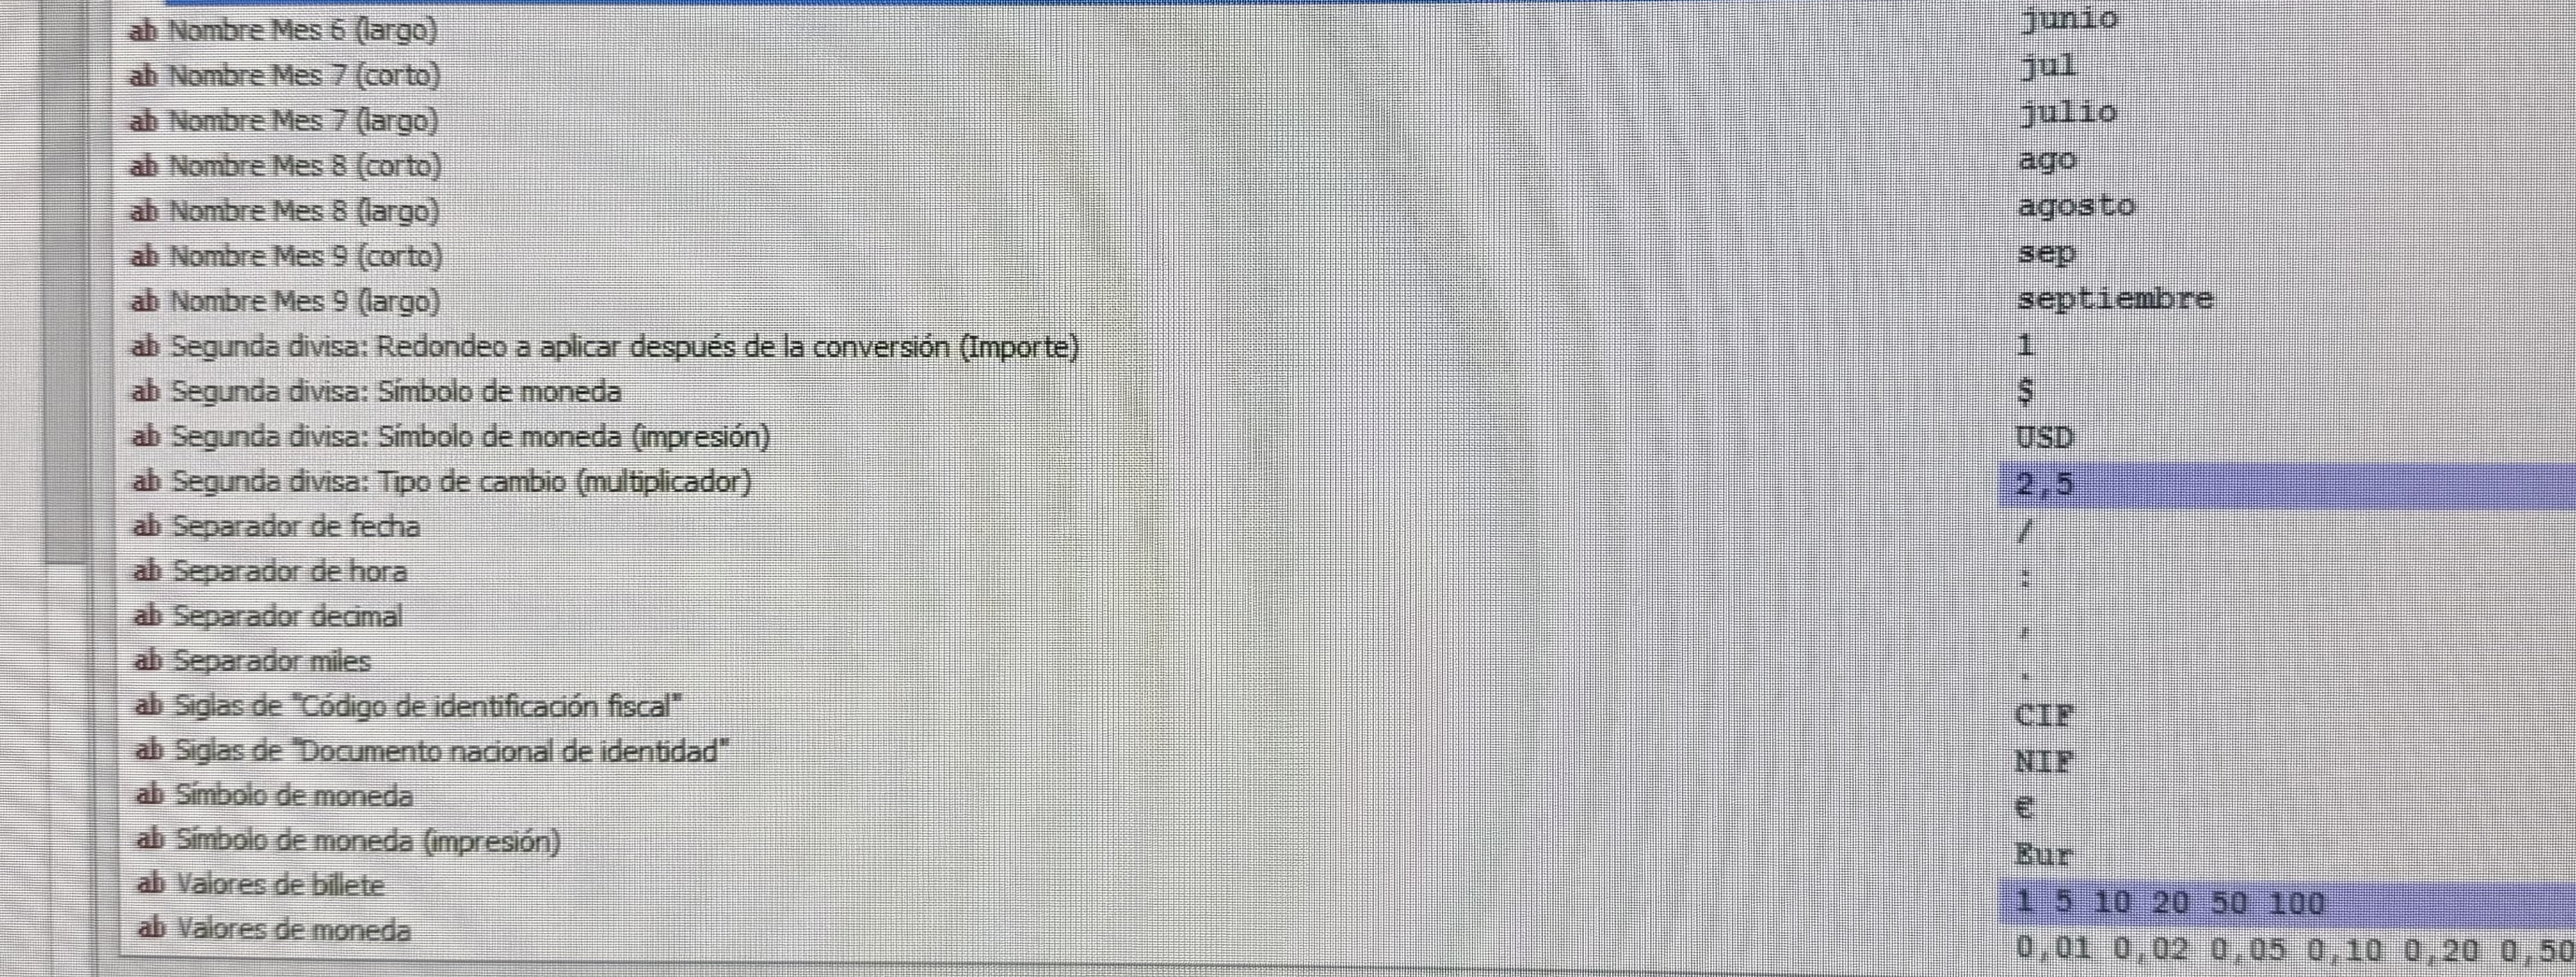 ab Nombre Mes 6 (largo) junio
ab Nombre Mes 7 (corto) jul
ab Nombre Mes 7 (largo) julio
ab Nombre Mes 8 (corto) ago
ab Nombre Mes 8 (largo) agosto
ab Nombre Mes 9 (corto) sep
ab Nombre Mes 9 (largo) septiembre
ab Segunda divisa: Redondeo a aplicar después de la conversión (Importe) 1
ab Segunda divisa: Símbolo de moneda $
ab Segunda divisa: Símbolo de moneda (impresión) USD
ab Segunda divisa: Tipo de cambio (multiplicador) 2,5
ab Separador de fecha /
ab Separador de hora :
ab Separador decimal ,
ab Separador miles .
ab Siglas de "Código de identificación fiscal" CIF
ab Siglas de "Documento nacional de identidad" NIF
ab Símbolo de moneda €
ab Símbolo de moneda (impresión) Eur
ab Valores de billete 1 5 10 20 50 100
ab Valores de moneda 0,01 0,02 0,05 0,10 0,20 0,50